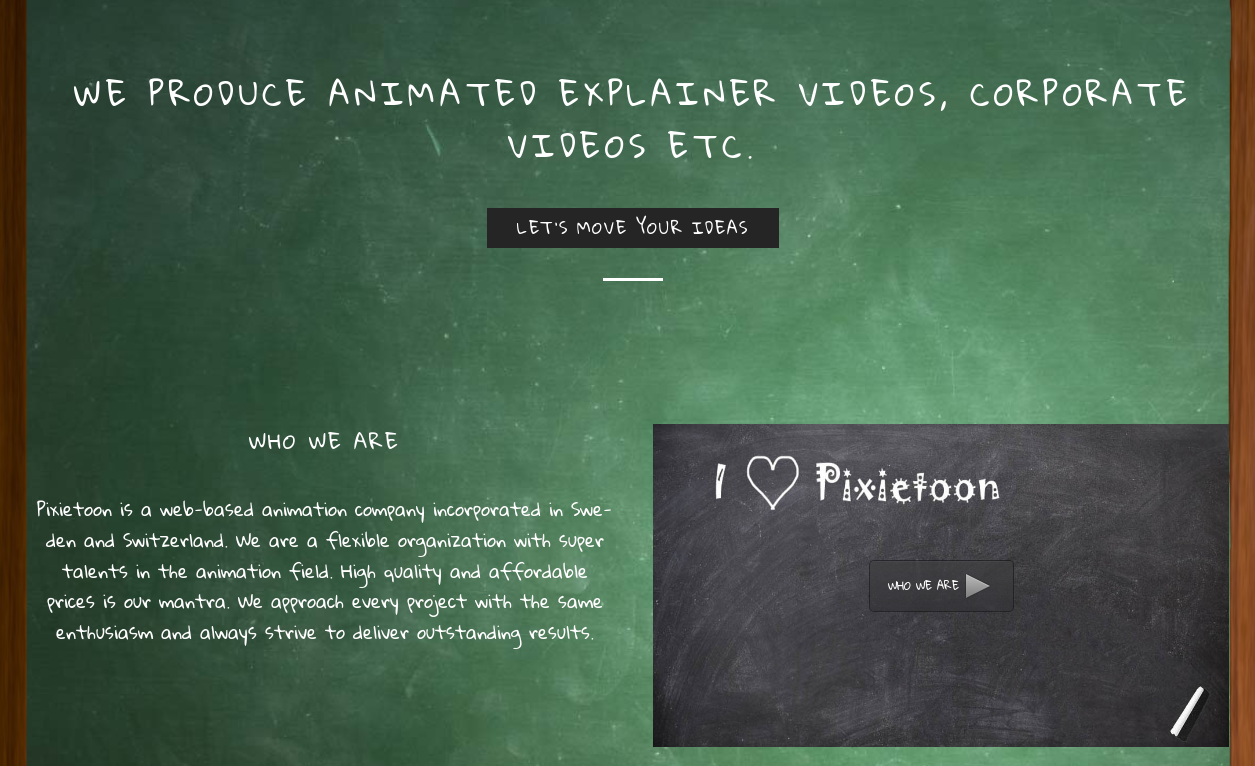 WE PRODUCE ANIMATED EXPLAINER VIDEOS, CORPORATE
VIDEOS ETC.
LET'S MOVE YOUR IDEAS
WHO WE ARE
Pixietoon is a web-based animation company incorporated in Swe-
den and Switzerland. We are a flexible organization with super
talents in the animation field. High quality and affordable
prices is our mantra. We approach every project with the same
enthusiasm and always strive to deliver outstanding results.
I ♡ Pixietoon
WHO WE ARE